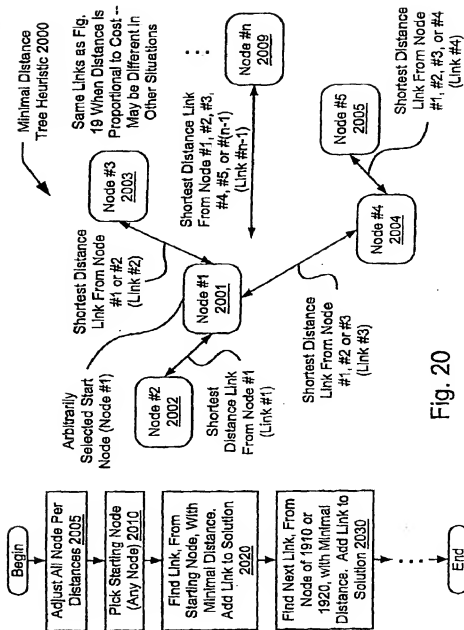 Minimal Distance
Tree Heuristic 2000
Same Links as Fig.
19 When Distance Is
Proportional to Cost --
May be Different In
Other Situations
Begin
Adjust All Node Per
Distances 2005
Pick Starting Node
(Any Node) 2010
Find Link, From
Starting Node, With
Minimal Distance.
Add Link to Solution
2020
Find Next Link, From
Node of 1910 or
1920, with Minimal
Distance. Add Link to
Solution 2030
End
Arbitrarily
Selected Start
Node (Node #1)
Shortest Distance
Link From Node
#1 or #2
(Link #2)
Node #3
2003
Node #1
2001
Node #2
2002
Shortest
Distance Link
From Node #1
(Link #1)
Shortest Distance Link
From Node #1, #2, #3,
#4, #5, or #(n-1)
(Link #n-1)
Node #n
2009
Shortest Distance
Link From Node
#1, #2 or #3
(Link #3)
Node #4
2004
Node #5
2005
Shortest Distance
Link From Node
#1, #2, #3, or #4
(Link #4)
Fig. 20